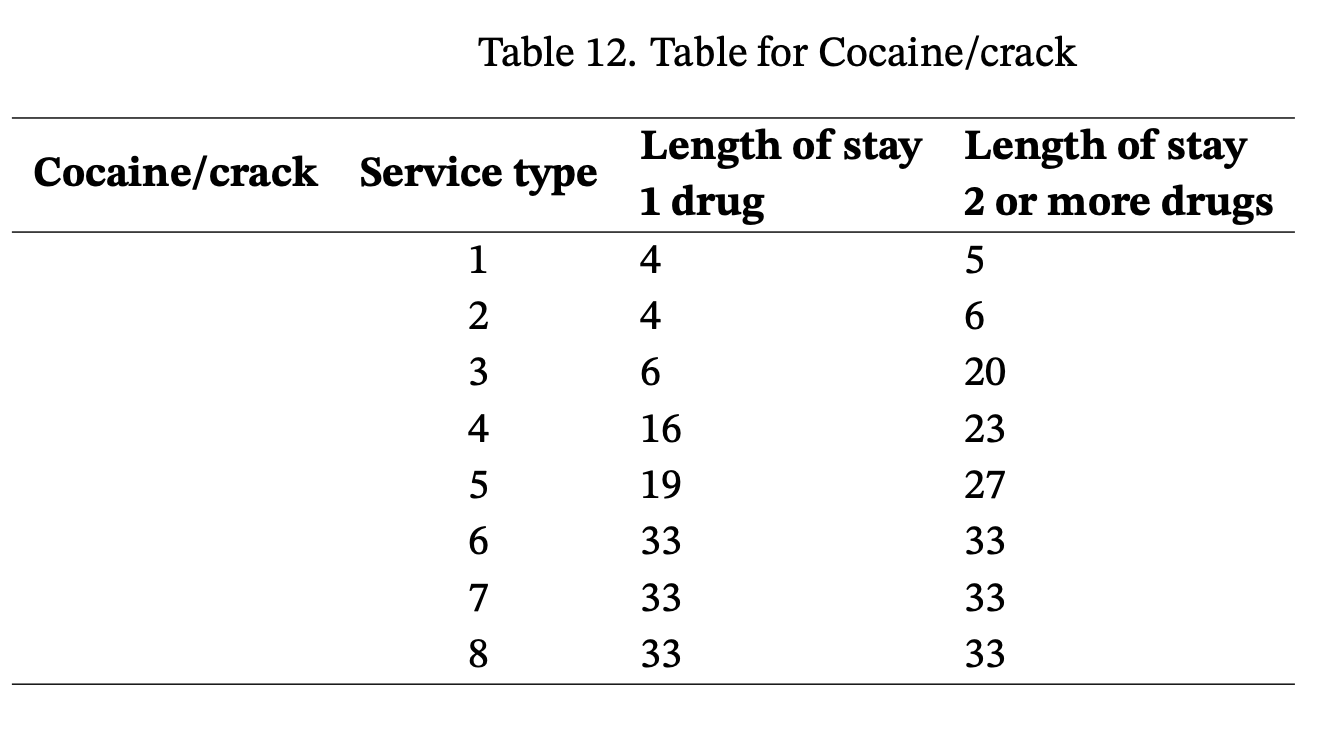 Table 12. Table for Cocaine/crack
Cocaine/crack Service type Length of stay 1 drug Length of stay 2 or more drugs
1 4 5
2 4 6
3 6 20
4 16 23
5 19 27
6 33 33
7 33 33
8 33 33